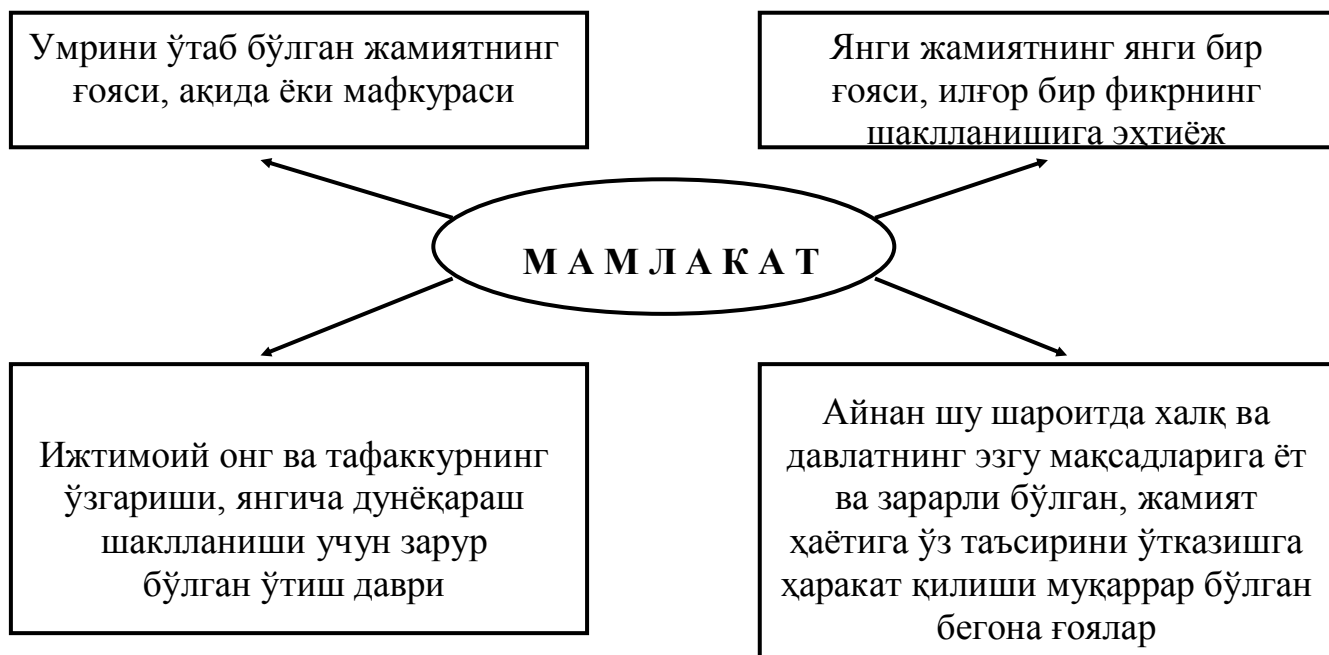 Умрини ўтаб бўлган жамиятнинг
ғояси, ақида ёки мафкураси
Янги жамиятнинг янги бир
ғояси, илғор бир фикрнинг
шаклланишига эҳтиёж
М А М Л А К А Т
Ижтимоий онг ва тафаккурнинг
ўзгариши, янгича дунёқараш
шаклланиши учун зарур
бўлган ўтиш даври
Айнан шу шароитда халқ ва
давлатнинг эзгу мақсадларига ёт
ва зарарли бўлган, жамият
ҳаётига ўз таъсирини ўтказишга
ҳаракат қилиши муқаррар бўлган
бегона ғоялар